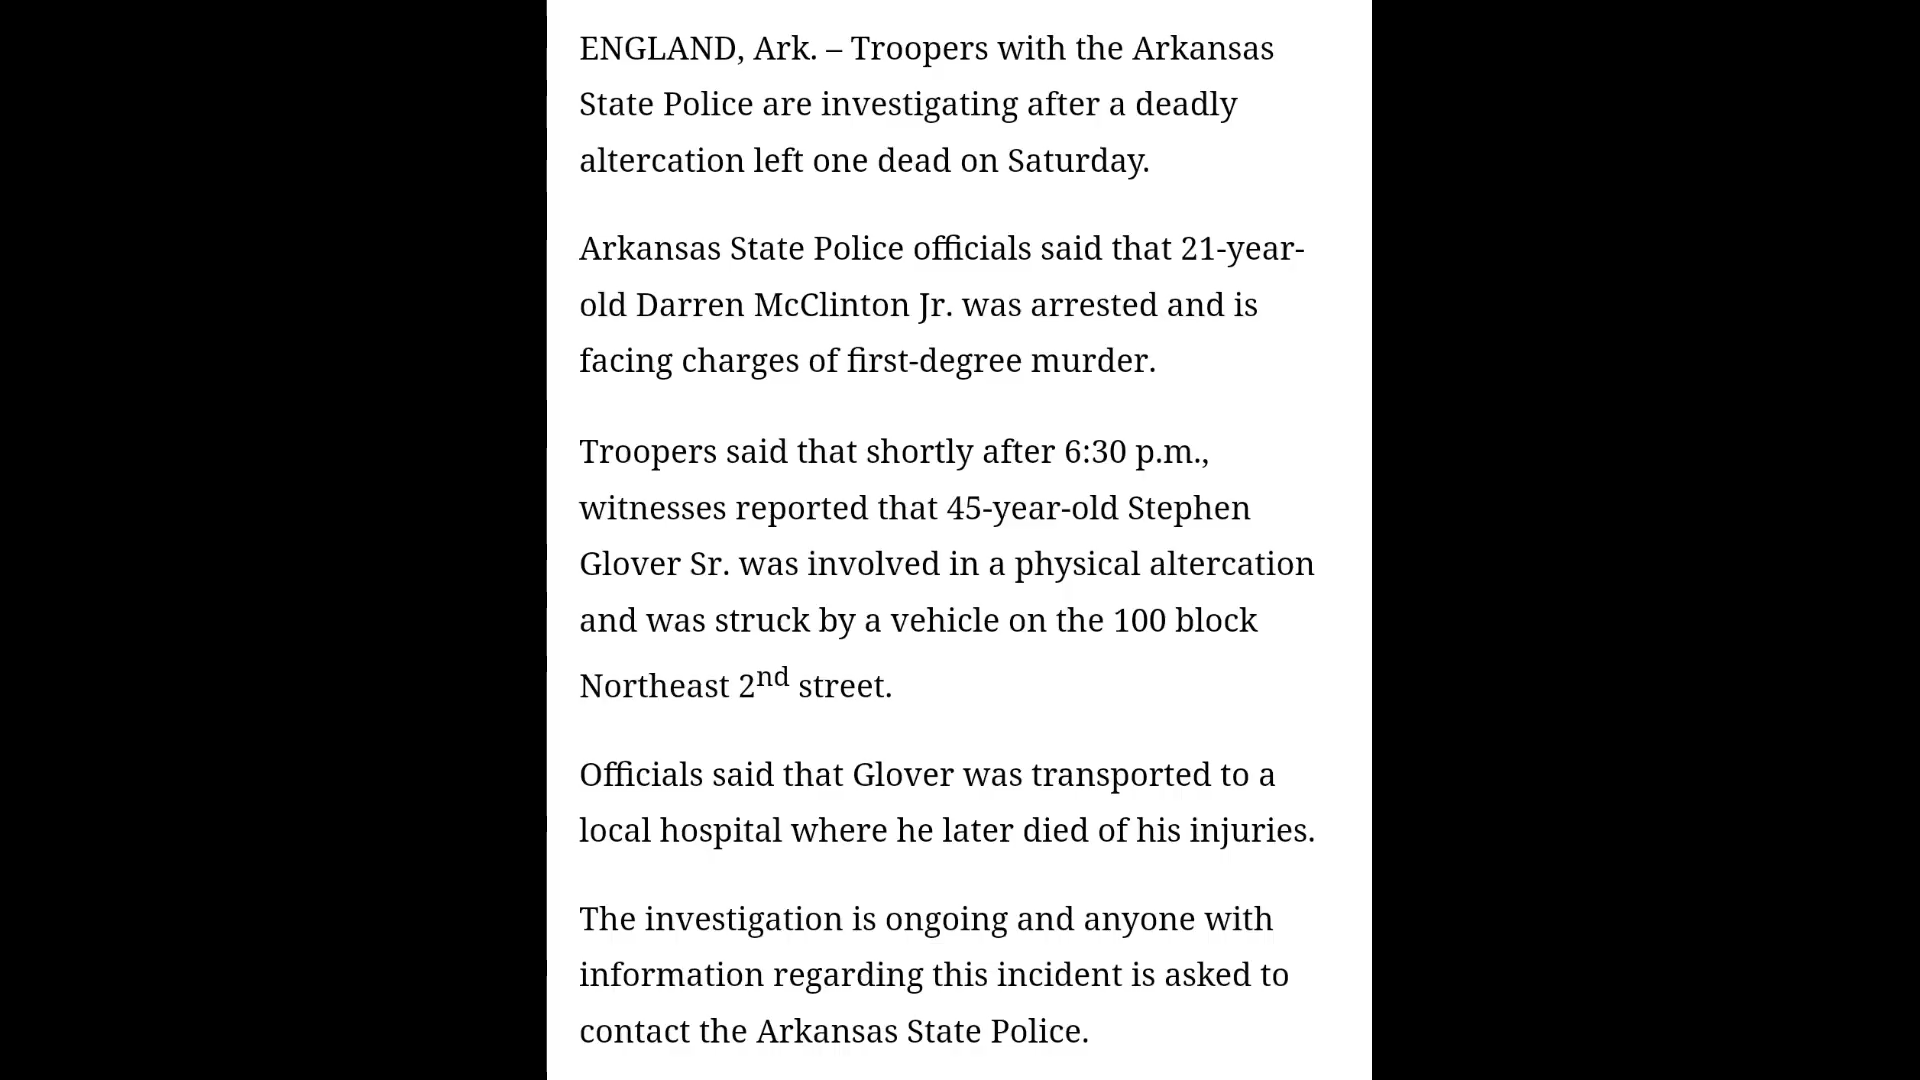 ENGLAND, Ark. – Troopers with the Arkansas
State Police are investigating after a deadly
altercation left one dead on Saturday.
Arkansas State Police officials said that 21-year-
old Darren McClinton Jr. was arrested and is
facing charges of first-degree murder.
Troopers said that shortly after 6:30 p.m.,
witnesses reported that 45-year-old Stephen
Glover Sr. was involved in a physical altercation
and was struck by a vehicle on the 100 block
Northeast 2nd street.
Officials said that Glover was transported to a
local hospital where he later died of his injuries.
The investigation is ongoing and anyone with
information regarding this incident is asked to
contact the Arkansas State Police.